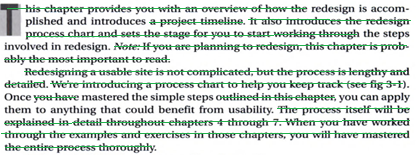 This chapter provides you with an overview of how the redesign is accom-
plished and introduces a project timeline. It also introduces the redesign
process chart and sets the stage for you to start working through the steps
involved in redesign. Note: If you are planning to redesign, this chapter is prob-
ably the most important to read.
Redesigning a usable site is not complicated, but the process is lengthy and
detailed. We're introducing a process chart to help you keep track (see fig 3-1).
Once you have mastered the simple steps outlined in this chapter, you can apply
them to anything that could benefit from usability. The process itself will be
explained in detail throughout chapters 4 through 7. When you have worked
through the examples and exercises in those chapters, you will have mastered
the entire process thoroughly.